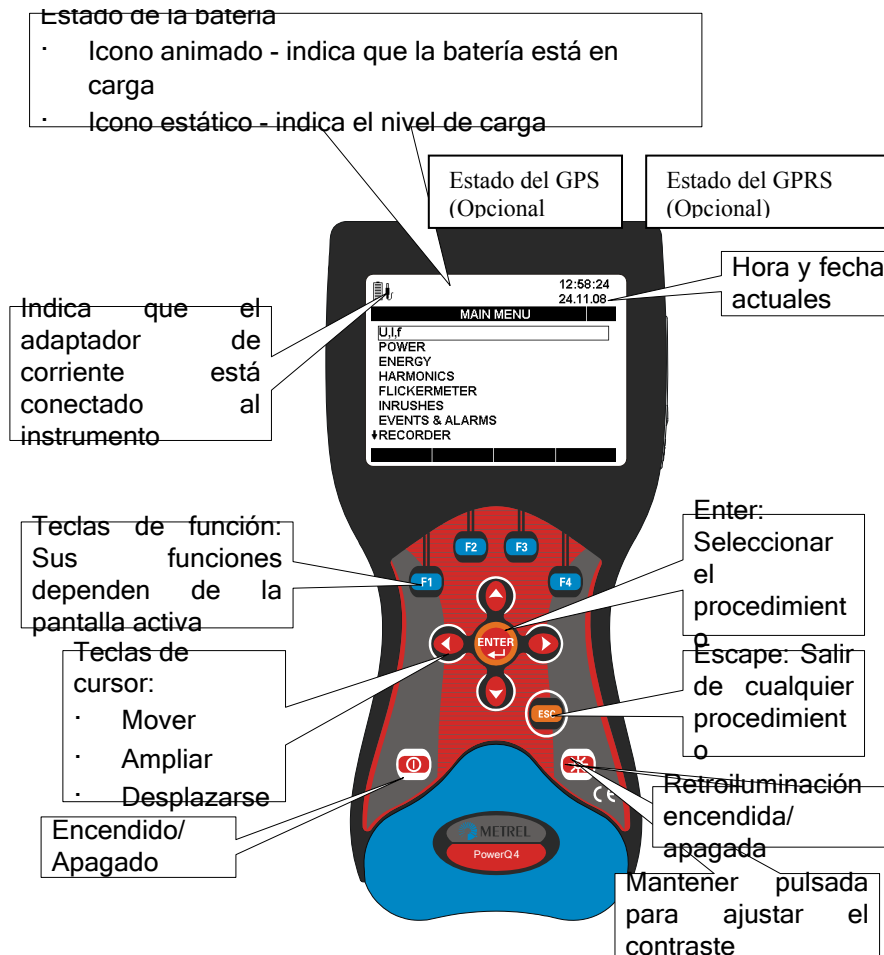 Estado de la batería
· Icono animado - indica que la batería está en
carga
· Icono estático - indica el nivel de carga
Estado del GPS
(Opcional
Estado del GPRS
(Opcional)
Hora y fecha
actuales
12:58:24
24.11.08
MAIN MENU
U,I,f
POWER
ENERGY
HARMONICS
FLICKERMETER
INRUSHES
EVENTS & ALARMS
RECORDER
Indica que el
adaptador de
corriente está
conectado al
instrumento
Teclas de función:
Sus funciones
dependen de la
pantalla activa
F1
F2
F3
F4
ENTER
ESC
Enter:
Seleccionar
el
procedimient
o
Teclas de
cursor:
· Mover
· Ampliar
· Desplazarse
Escape: Salir
de cualquier
procedimient
o
Encendido/
Apagado
Retroiluminación
encendida/
apagada
Mantener pulsada
para ajustar el
contraste
CE
METREL
PowerQ4